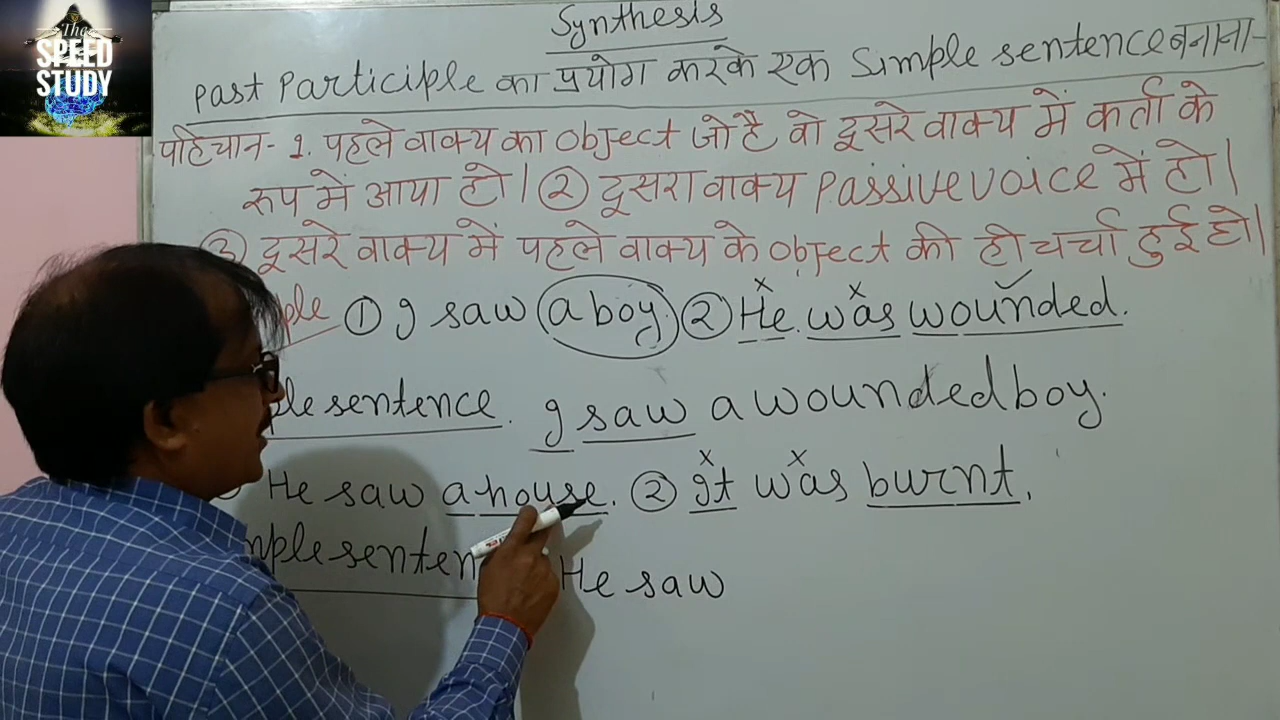 The
SPEED
STUDY
Synthesis
Past Participle का प्रयोग करके एक Simple sentence बनाना-
पहिचान- 1. पहले वाक्य का object जो है वो दूसरे वाक्य में कर्ता के
रुप में आया हो। ② दूसरा वाक्य Passive voice में हो।
③ दूसरे वाक्य में पहले वाक्य के object की ही चर्चा हुई हो।
ple ① I saw a boy. ② He was wounded.
ple sentence. I saw a wounded boy.
He saw a house. ② It was burnt.
mple senten He saw